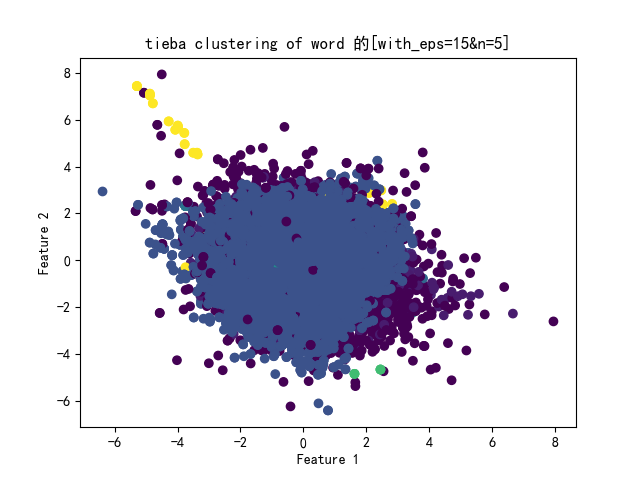 tieba clustering of word 的[with_eps=15&n=5]
8
6
4
2
0
-2
-4
-6
Feature 2
-6 -4 -2 0 2 4 6 8
Feature 1